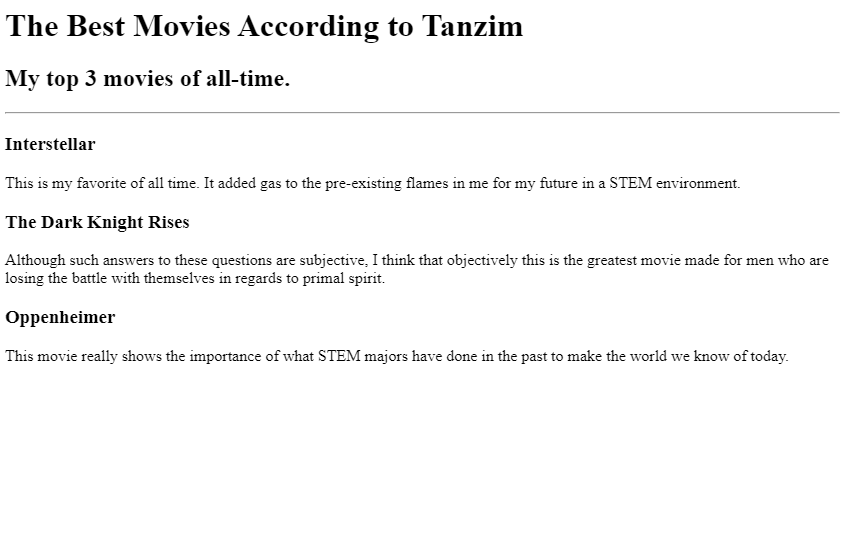 The Best Movies According to Tanzim
My top 3 movies of all-time.
Interstellar
This is my favorite of all time. It added gas to the pre-existing flames in me for my future in a STEM environment.
The Dark Knight Rises
Although such answers to these questions are subjective, I think that objectively this is the greatest movie made for men who are
losing the battle with themselves in regards to primal spirit.
Oppenheimer
This movie really shows the importance of what STEM majors have done in the past to make the world we know of today.